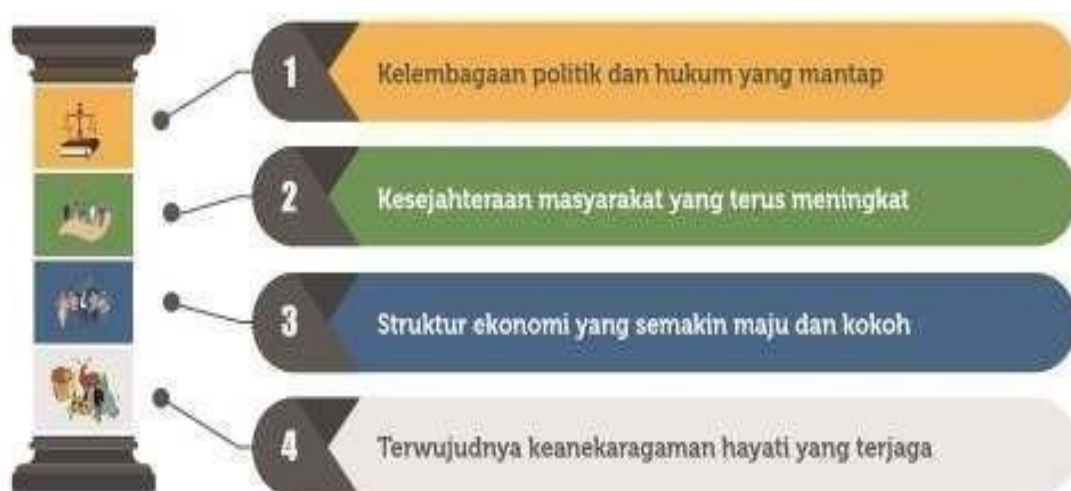 1
Kelembagaan politik dan hukum yang mantap
2
Kesejahteraan masyarakat yang terus meningkat
3
Struktur ekonomi yang semakin maju dan kokoh
4
Terwujudnya keanekaragaman hayati yang terjaga